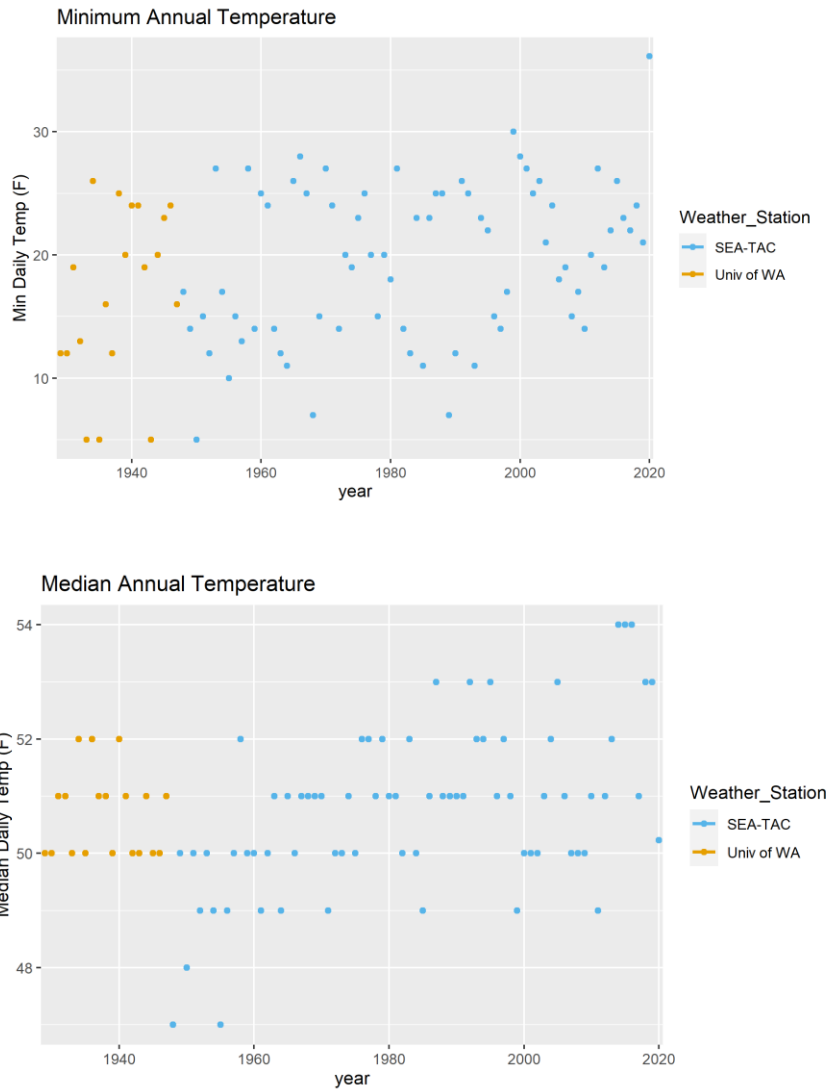 Minimum Annual Temperature
30
20
10
Min Daily Temp (F)
1940 1960 1980 2000 2020
year
Weather_Station
SEA-TAC
Univ of WA
Median Annual Temperature
54
52
50
48
Median Daily Temp (F)
1940 1960 1980 2000 2020
year
Weather_Station
SEA-TAC
Univ of WA